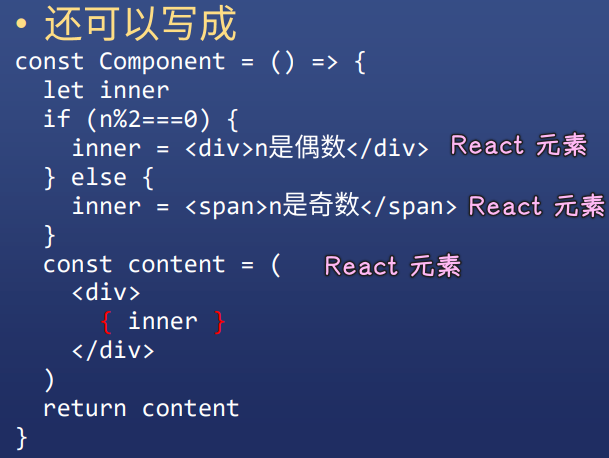 • 还可以写成
const Component = () => {
  let inner
  if (n%2===0) {
    inner = <div>n是偶数</div> React 元素
  } else {
    inner = <span>n是奇数</span> React 元素
  }
  const content = ( React 元素
    <div>
      { inner }
    </div>
  )
  return content
}